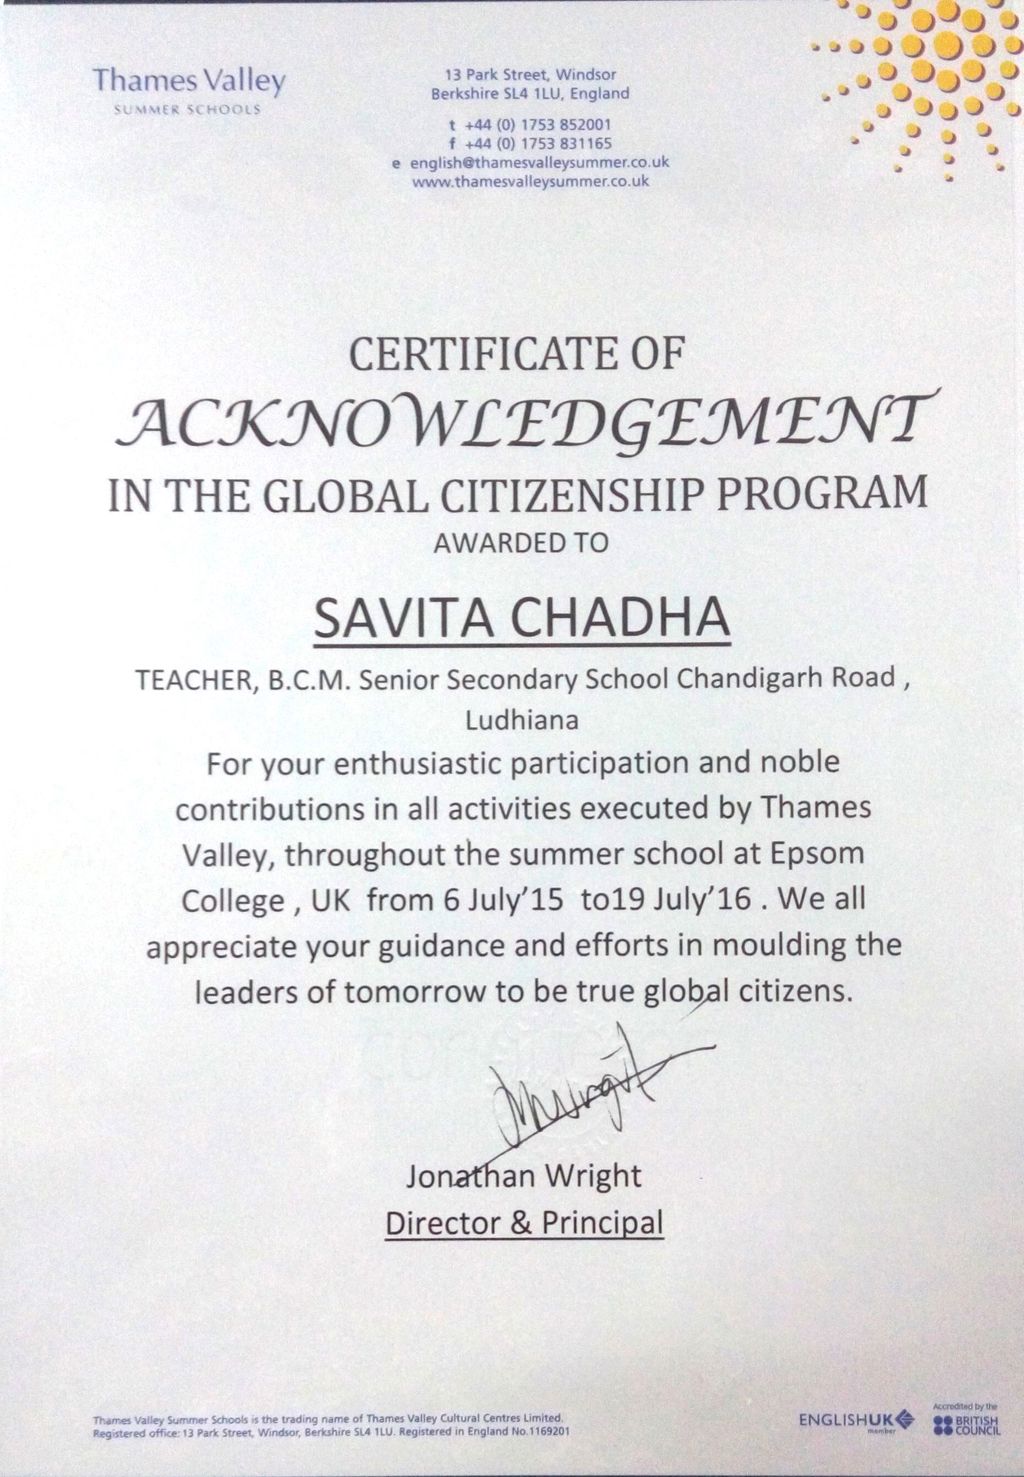 Thames Valley
SUMMER SCHOOLS
13 Park Street, Windsor
Berkshire SL4 1LU, England
t +44 (0) 1753 852001
f +44 (0) 1753 831165
e english@thamesvalleysummer.co.uk
www.thamesvalleysummer.co.uk
CERTIFICATE OF
ACKNOWLEDGEMENT
IN THE GLOBAL CITIZENSHIP PROGRAM
AWARDED TO
SAVITA CHADHA
TEACHER, B.C.M. Senior Secondary School Chandigarh Road ,
Ludhiana
For your enthusiastic participation and noble
contributions in all activities executed by Thames
Valley, throughout the summer school at Epsom
College , UK from 6 July’15 to19 July’16 . We all
appreciate your guidance and efforts in moulding the
leaders of tomorrow to be true global citizens.
Jonathan Wright
Director & Principal
Thames Valley Summer Schools is the trading name of Thames Valley Cultural Centres Limited.
Registered office: 13 Park Street, Windsor, Berkshire SL4 1LU. Registered in England No.1169201
ENGLISHUK
member
Accredited by the
BRITISH
COUNCIL